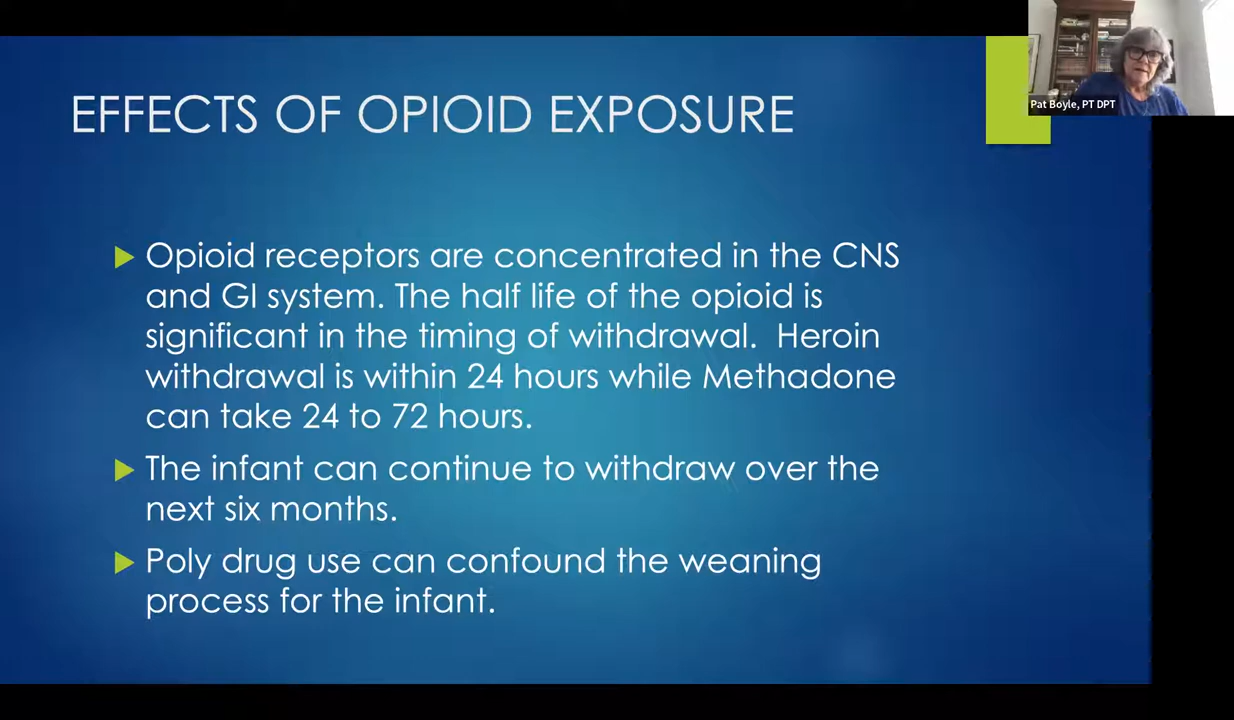 EFFECTS OF OPIOID EXPOSURE
Pat Boyle, PT DPT
Opioid receptors are concentrated in the CNS
and GI system. The half life of the opioid is
significant in the timing of withdrawal.  Heroin
withdrawal is within 24 hours while Methadone
can take 24 to 72 hours.
The infant can continue to withdraw over the
next six months.
Poly drug use can confound the weaning
process for the infant.